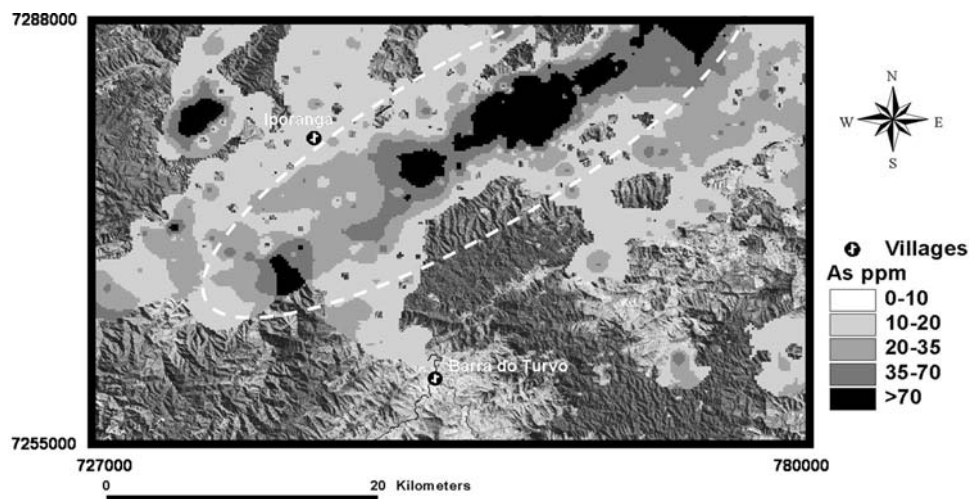 7288000
Iporanga
Barra do Turvo
7255000
727000
780000
0
20 Kilometers
N
W E
S
Villages
As ppm
0-10
10-20
20-35
35-70
>70